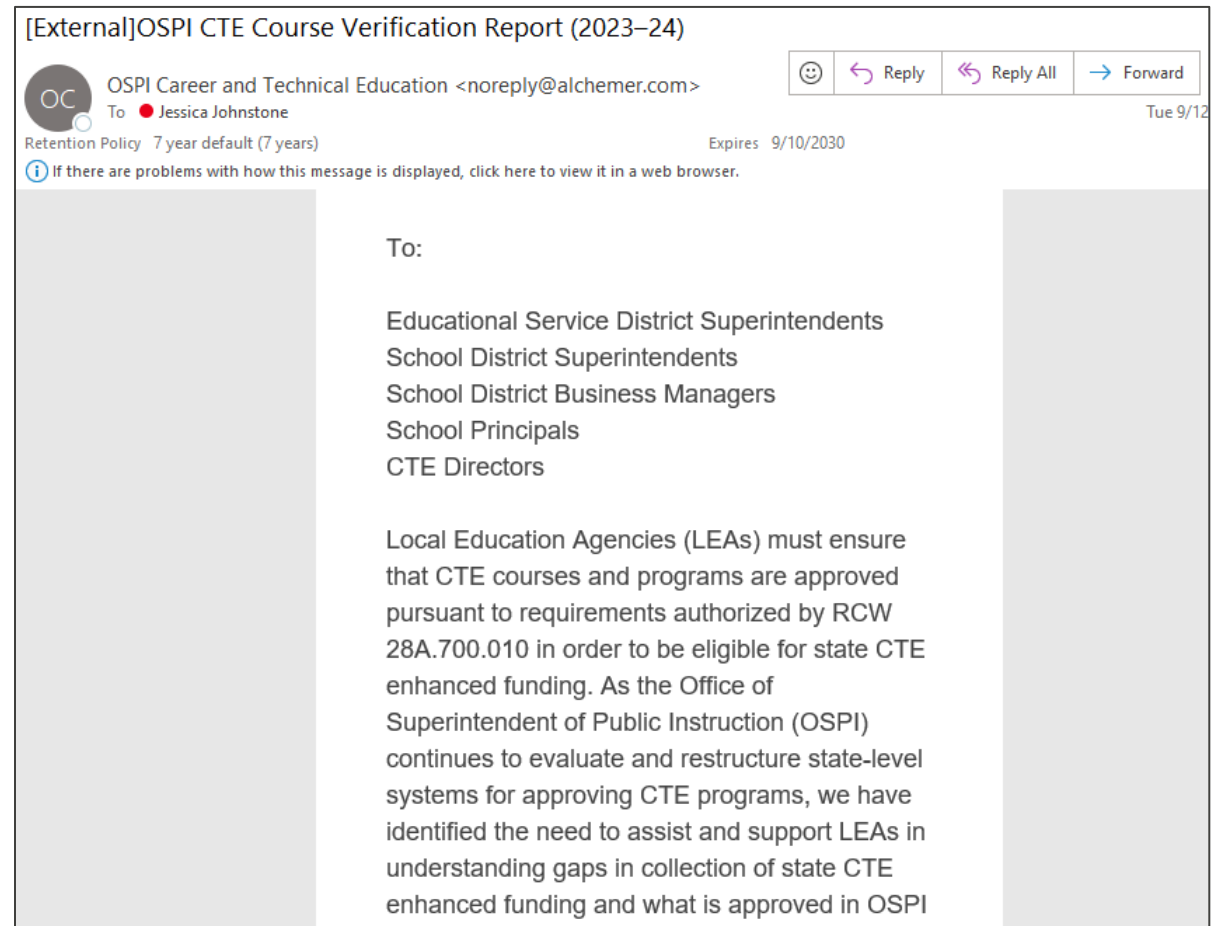 [External]OSPI CTE Course Verification Report (2023–24)
OC
OSPI Career and Technical Education <noreply@alchemer.com>
Reply
Reply All
Forward
To Jessica Johnstone
Tue 9/12
Retention Policy 7 year default (7 years)
Expires 9/10/2030
If there are problems with how this message is displayed, click here to view it in a web browser.
To:
Educational Service District Superintendents
School District Superintendents
School District Business Managers
School Principals
CTE Directors
Local Education Agencies (LEAs) must ensure
that CTE courses and programs are approved
pursuant to requirements authorized by RCW
28A.700.010 in order to be eligible for state CTE
enhanced funding. As the Office of
Superintendent of Public Instruction (OSPI)
continues to evaluate and restructure state-level
systems for approving CTE programs, we have
identified the need to assist and support LEAs in
understanding gaps in collection of state CTE
enhanced funding and what is approved in OSPI